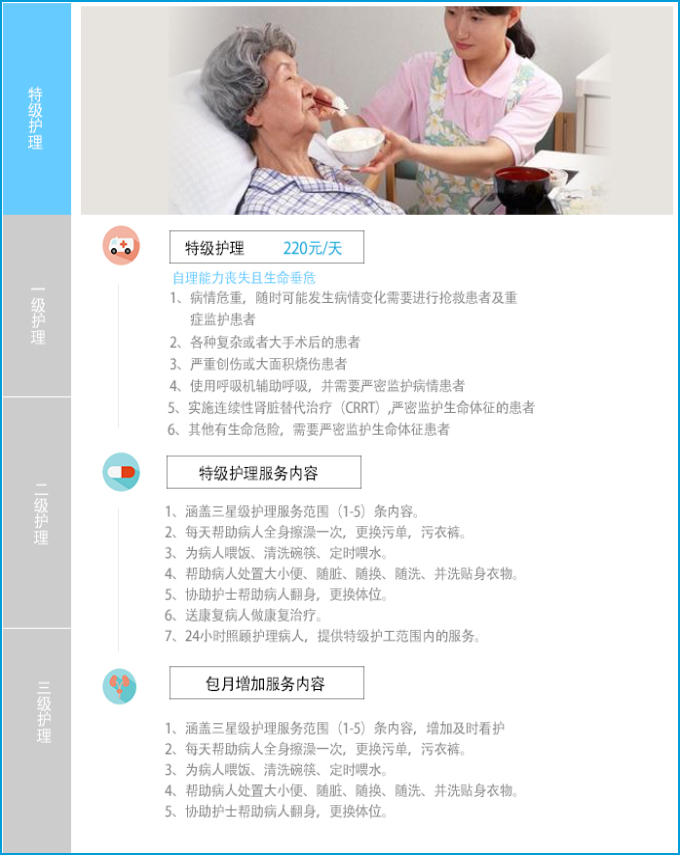 特级护理
一级护理
二级护理
三级护理
特级护理 220元/天
自理能力丧失且生命垂危
1、病情危重，随时可能发生病情变化需要进行抢救患者及重
症监护患者
2、各种复杂或者大手术后的患者
3、严重创伤或大面积烧伤患者
4、使用呼吸机辅助呼吸，并需要严密监护病情患者
5、实施连续性肾脏替代治疗（CRRT）,严密监护生命体征的患者
6、其他有生命危险，需要严密监护生命体征患者
特级护理服务内容
1、涵盖三星级护理服务范围（1-5）条内容。
2、每天帮助病人全身擦澡一次，更换污单，污衣裤。
3、为病人喂饭、清洗碗筷、定时喂水。
4、帮助病人处置大小便、随脏、随换、随洗、并洗贴身衣物。
5、协助护士帮助病人翻身，更换体位。
6、送康复病人做康复治疗。
7、24小时照顾护理病人，提供特级护工范围内的服务。
包月增加服务内容
1、涵盖三星级护理服务范围（1-5）条内容，增加及时看护
2、每天帮助病人全身擦澡一次，更换污单，污衣裤。
3、为病人喂饭、清洗碗筷、定时喂水。
4、帮助病人处置大小便、随脏、随换、随洗、并洗贴身衣物。
5、协助护士帮助病人翻身，更换体位。